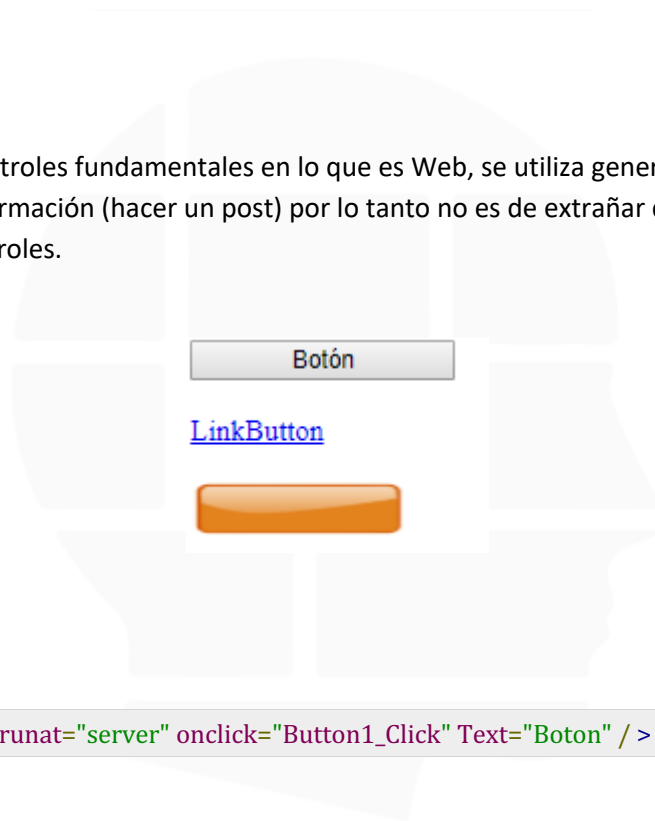 troles fundamentales en lo que es Web, se utiliza gener
rmación (hacer un post) por lo tanto no es de extrañar
roles.
Botón
LinkButton
runat="server" onclick="Button1_Click" Text="Boton" / >